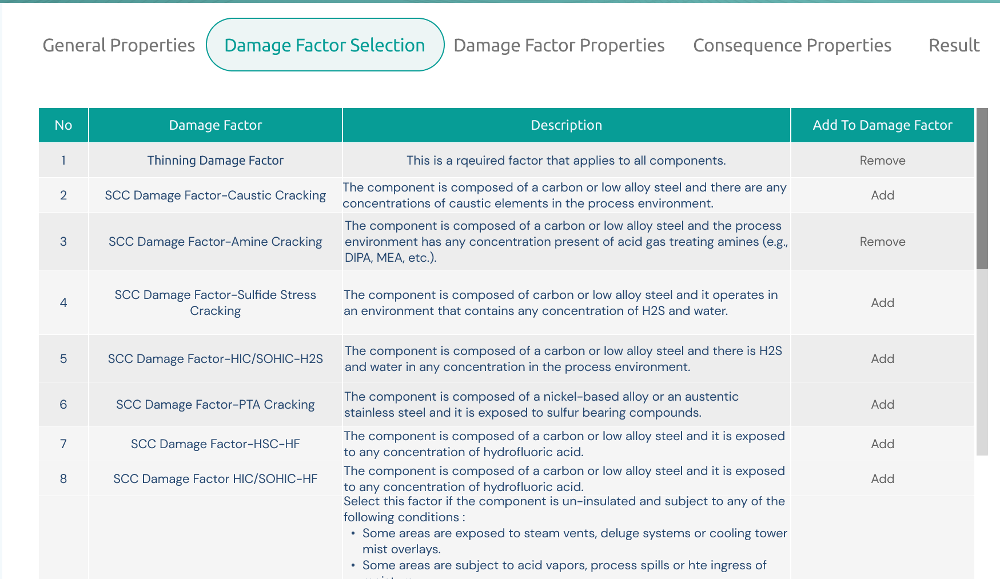 General Properties Damage Factor Selection Damage Factor Properties Consequence Properties Result
No Damage Factor Description Add To Damage Factor
1 Thinning Damage Factor This is a rqeuired factor that applies to all components. Remove
2 SCC Damage Factor-Caustic Cracking The component is composed of a carbon or low alloy steel and there are any
concentrations of caustic elements in the process environment. Add
3 SCC Damage Factor-Amine Cracking The component is composed of a carbon or low alloy steel and the process
environment has any concentration present of acid gas treating amines (e.g.,
DIPA, MEA, etc.). Remove
4 SCC Damage Factor-Sulfide Stress
Cracking
The component is composed of carbon or low alloy steel and it operates in
an environment that contains any concentration of H2S and water. Add
5 SCC Damage Factor-HIC/SOHIC-H2S The component is composed of a carbon or low alloy steel and there is H2S
and water in any concentration in the process environment. Add
6 SCC Damage Factor-PTA Cracking The component is composed of a nickel-based alloy or an austentic
stainless steel and it is exposed to sulfur bearing compounds. Add
7 SCC Damage Factor-HSC-HF The component is composed of a carbon or low alloy steel and it is exposed
to any concentration of hydrofluoric acid. Add
8 SCC Damage Factor HIC/SOHIC-HF The component is composed of a carbon or low alloy steel and it is exposed
to any concentration of hydrofluoric acid. Add
Select this factor if the component is un-insulated and subject to any of the
following conditions :
• Some areas are exposed to steam vents, deluge systems or cooling tower
mist overlays.
• Some areas are subject to acid vapors, process spills or hte ingress of